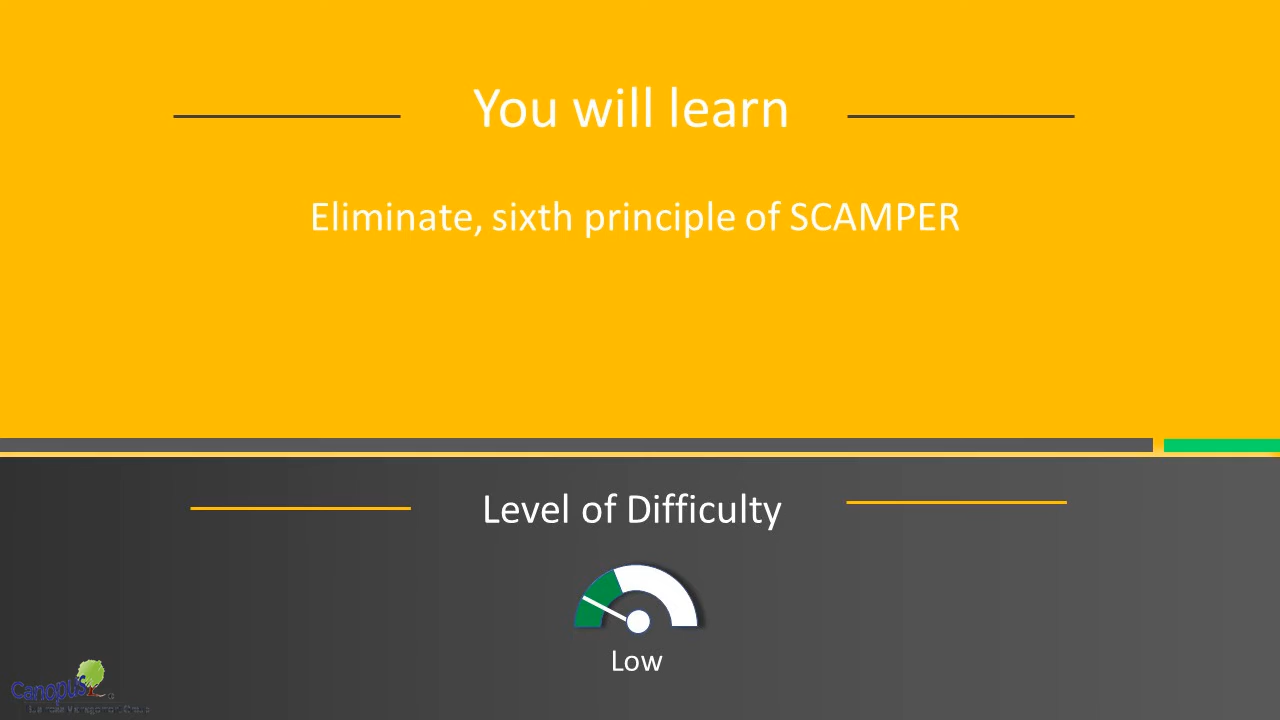 You will learn
Eliminate, sixth principle of SCAMPER
Level of Difficulty
Low
Canopus